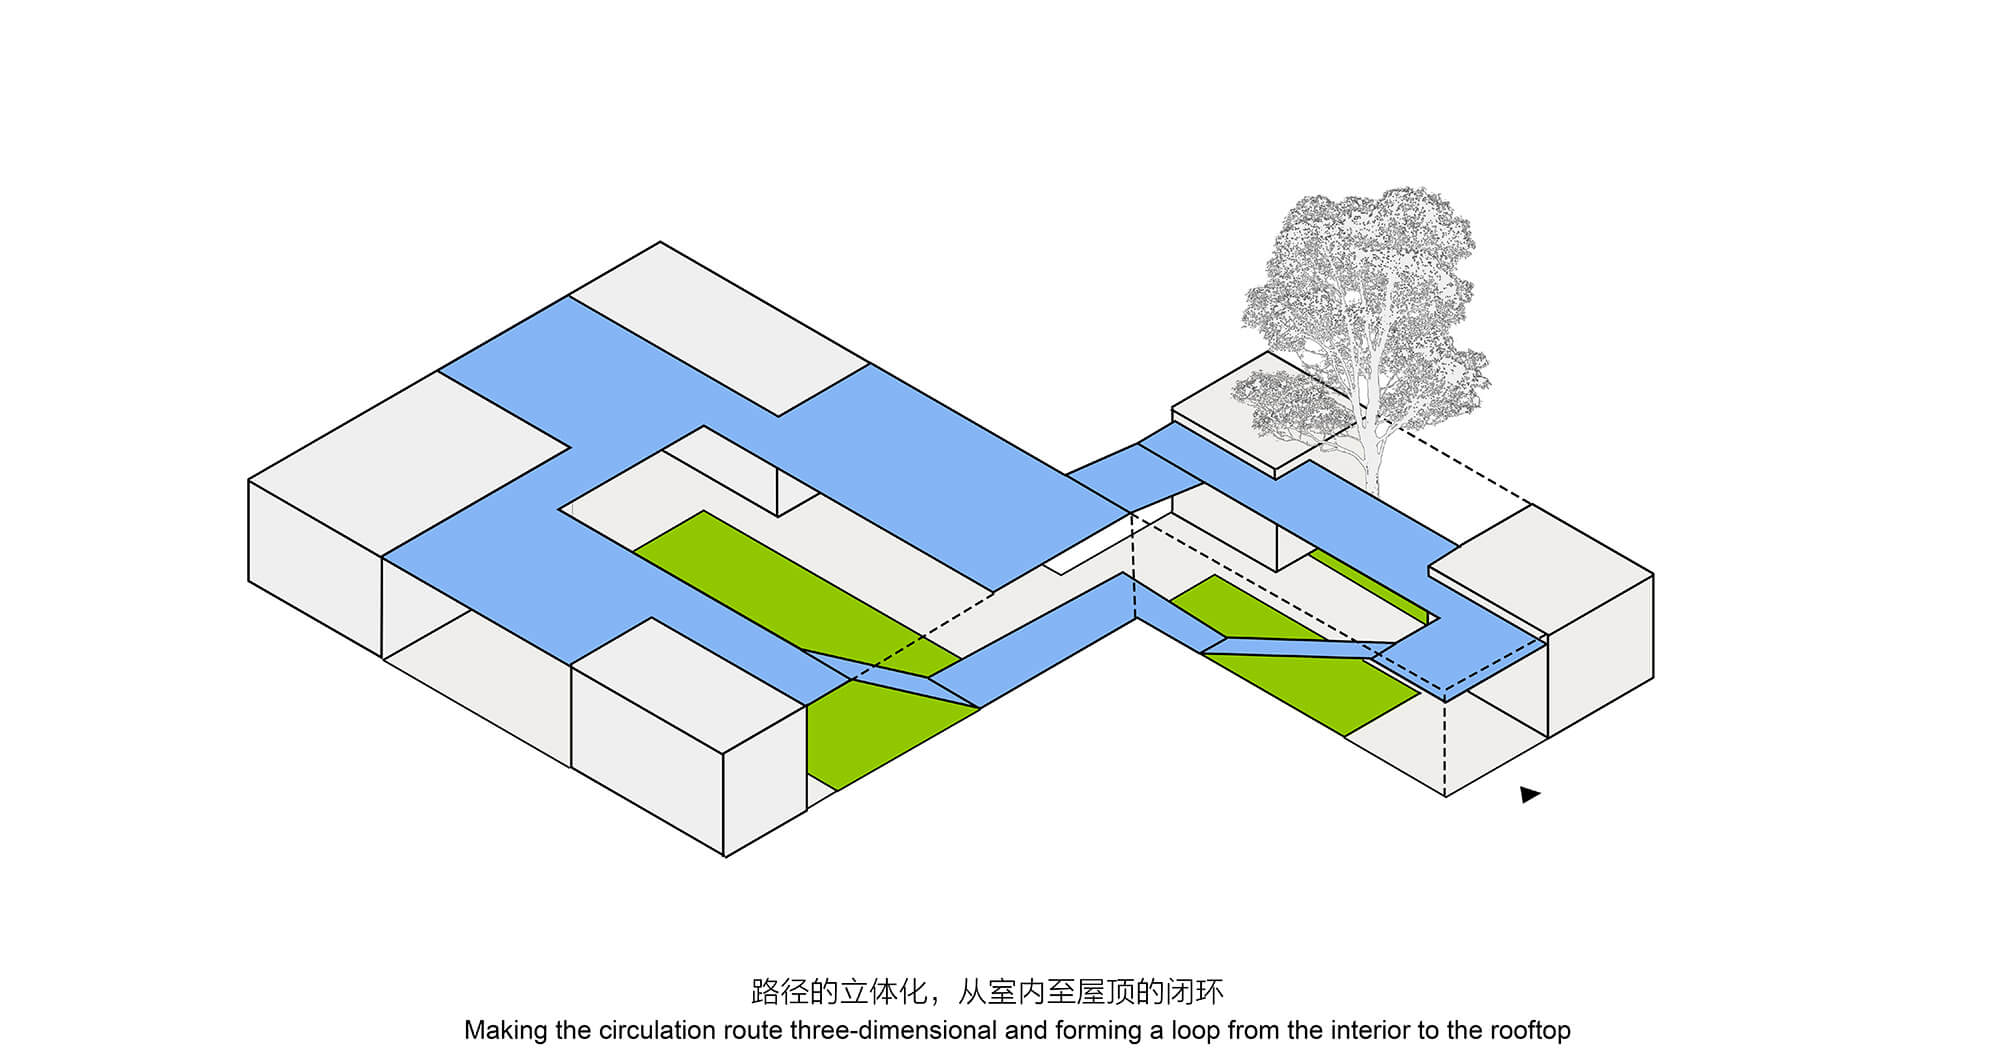 路径的立体化，从室内至屋顶的闭环
Making the circulation route three-dimensional and forming a loop from the interior to the rooftop